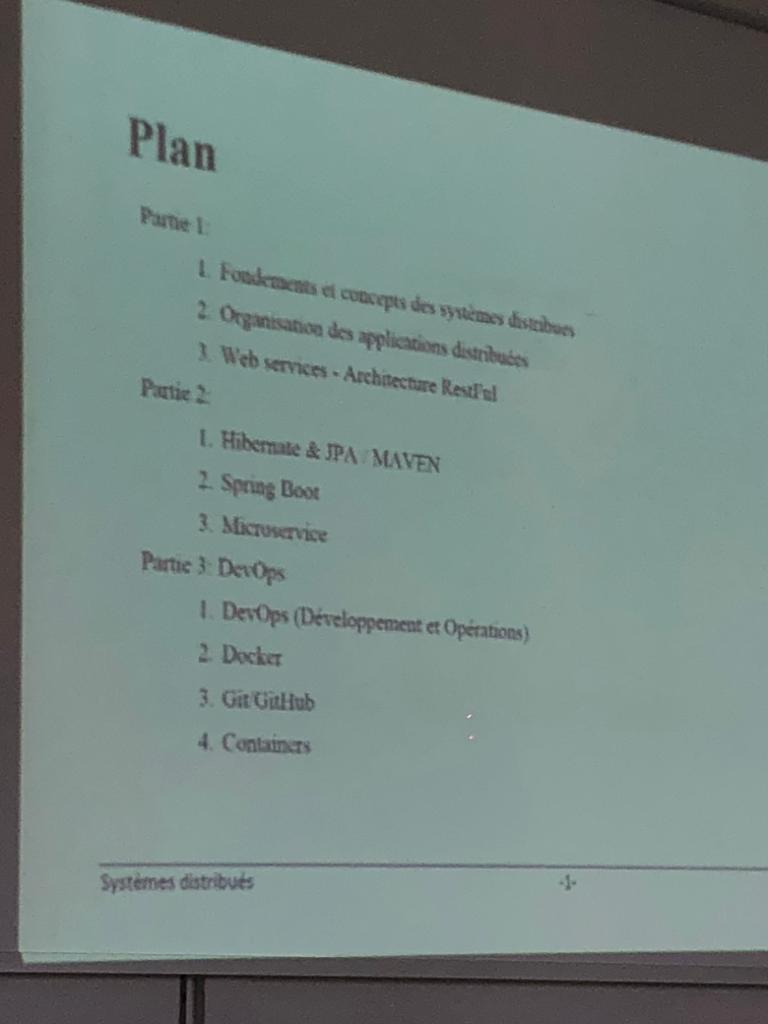 Plan
Partie 1:
1. Fondements et concepts des systèmes distribues
2. Organisation des applications distribuées
3. Web services - Architecture RestFul
Partie 2:
1. Hibernate & JPA / MAVEN
2. Spring Boot
3. Microservice
Partie 3: DevOps
1. DevOps (Développement et Opérations)
2. Docker
3. Git/GitHub
4. Containers
Systèmes distribués
-1-